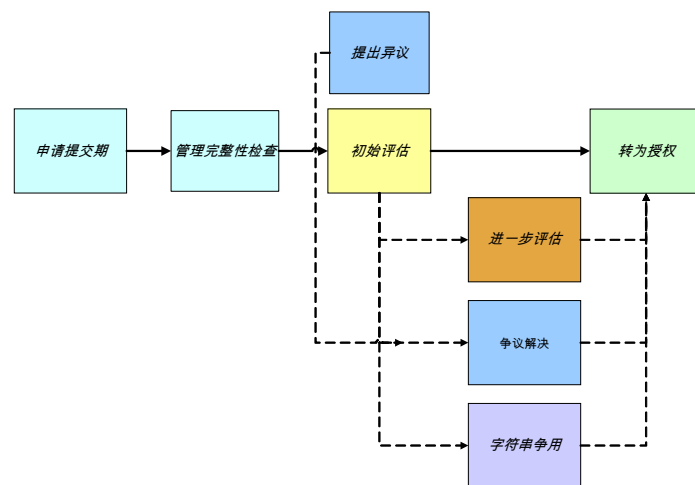 提出异议
申请提交期
管理完整性检查
初始评估
转为授权
进一步评估
争议解决
字符串争用